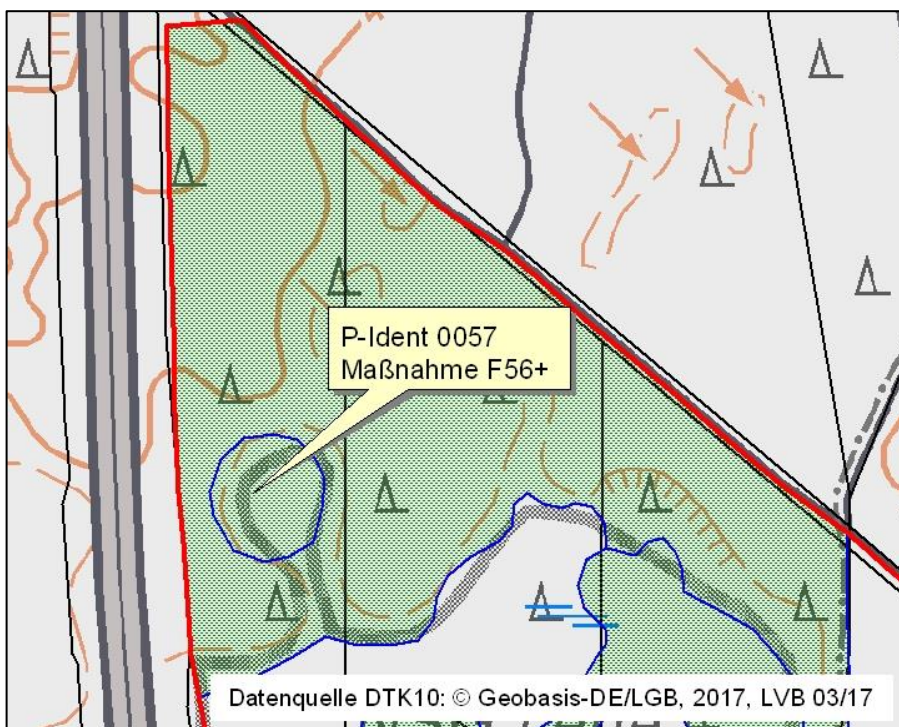 P-Ident 0057
Maßnahme F56+
Datenquelle DTK10: © Geobasis-DE/LGB, 2017, LVB 03/17